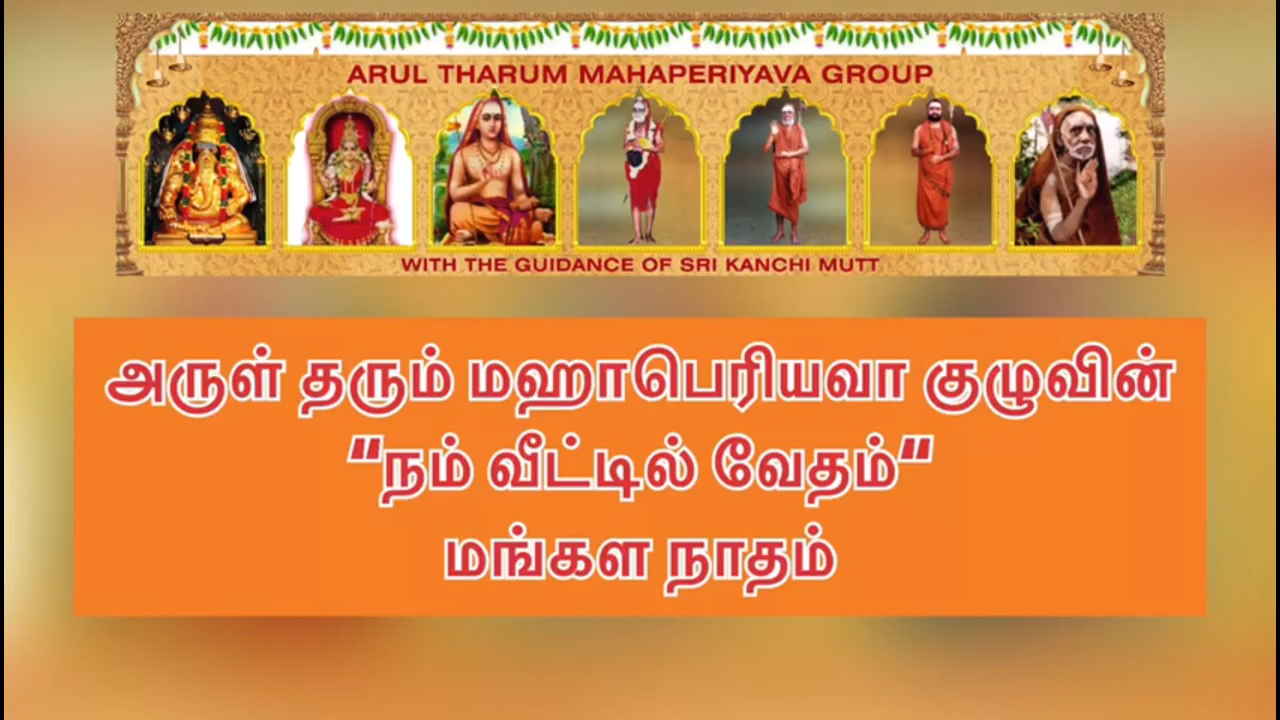 ARUL THARUM MAHAPERIYAVA GROUP
WITH THE GUIDANCE OF SRI KANCHI MUTT
அருள் தரும் மஹாபெரியவா குழுவின்
"நம் வீட்டில் வேதம்"
மங்கள நாதம்